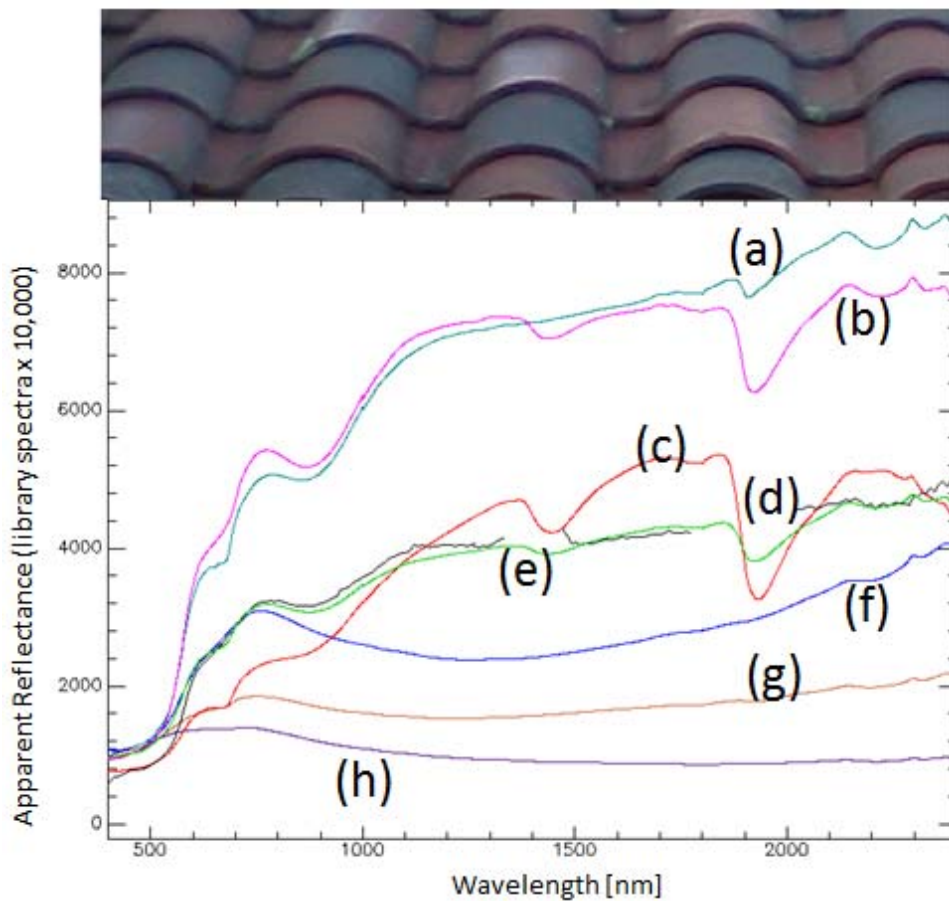 (a)
8000
(b)
6000
(c)
(d)
4000
(e)
(f)
2000
(g)
(h)
0
500
1000
1500
2000
Wavelength [nm]
Apparent Reflectance (library spectra x 10,000)